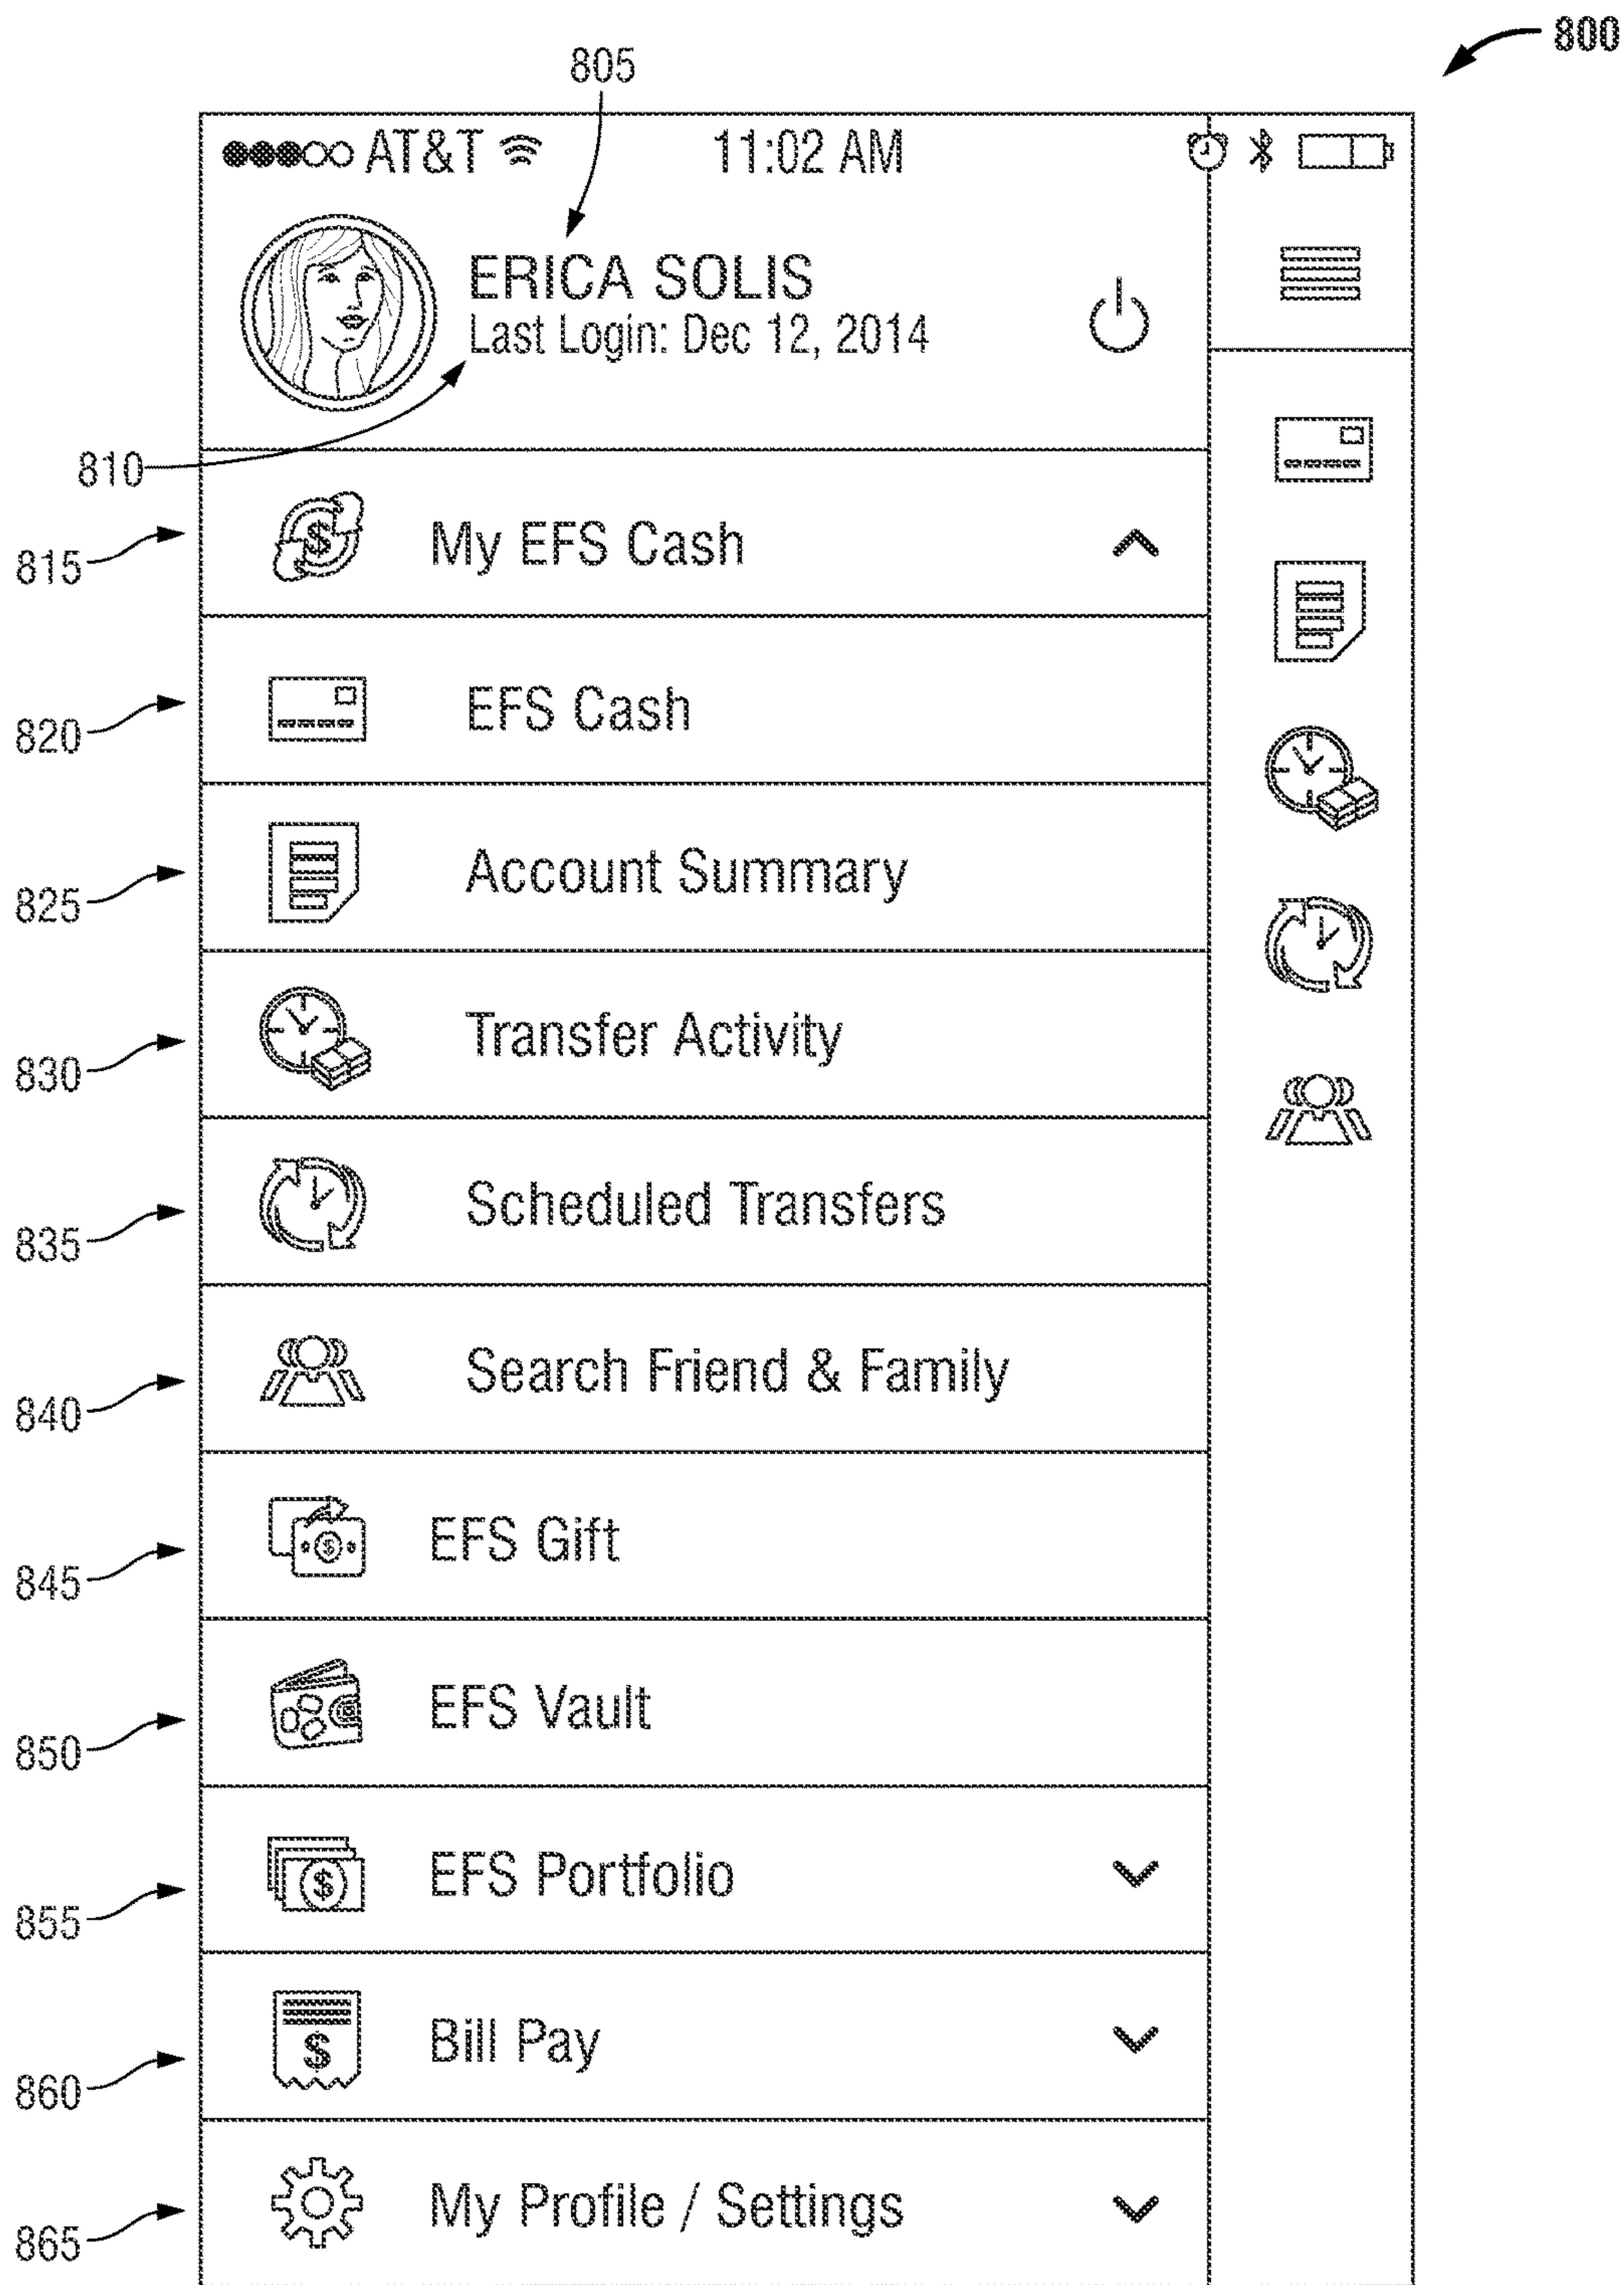 800
805
AT&T 11:02 AM
ERICA SOLIS
Last Login: Dec 12, 2014
810
815 $ My EFS Cash
820 EFS Cash
825 Account Summary
830 Transfer Activity
835 Scheduled Transfers
840 Search Friend & Family
845 $ EFS Gift
850 EFS Vault
855 $ EFS Portfolio
860 $ Bill Pay
865 My Profile / Settings